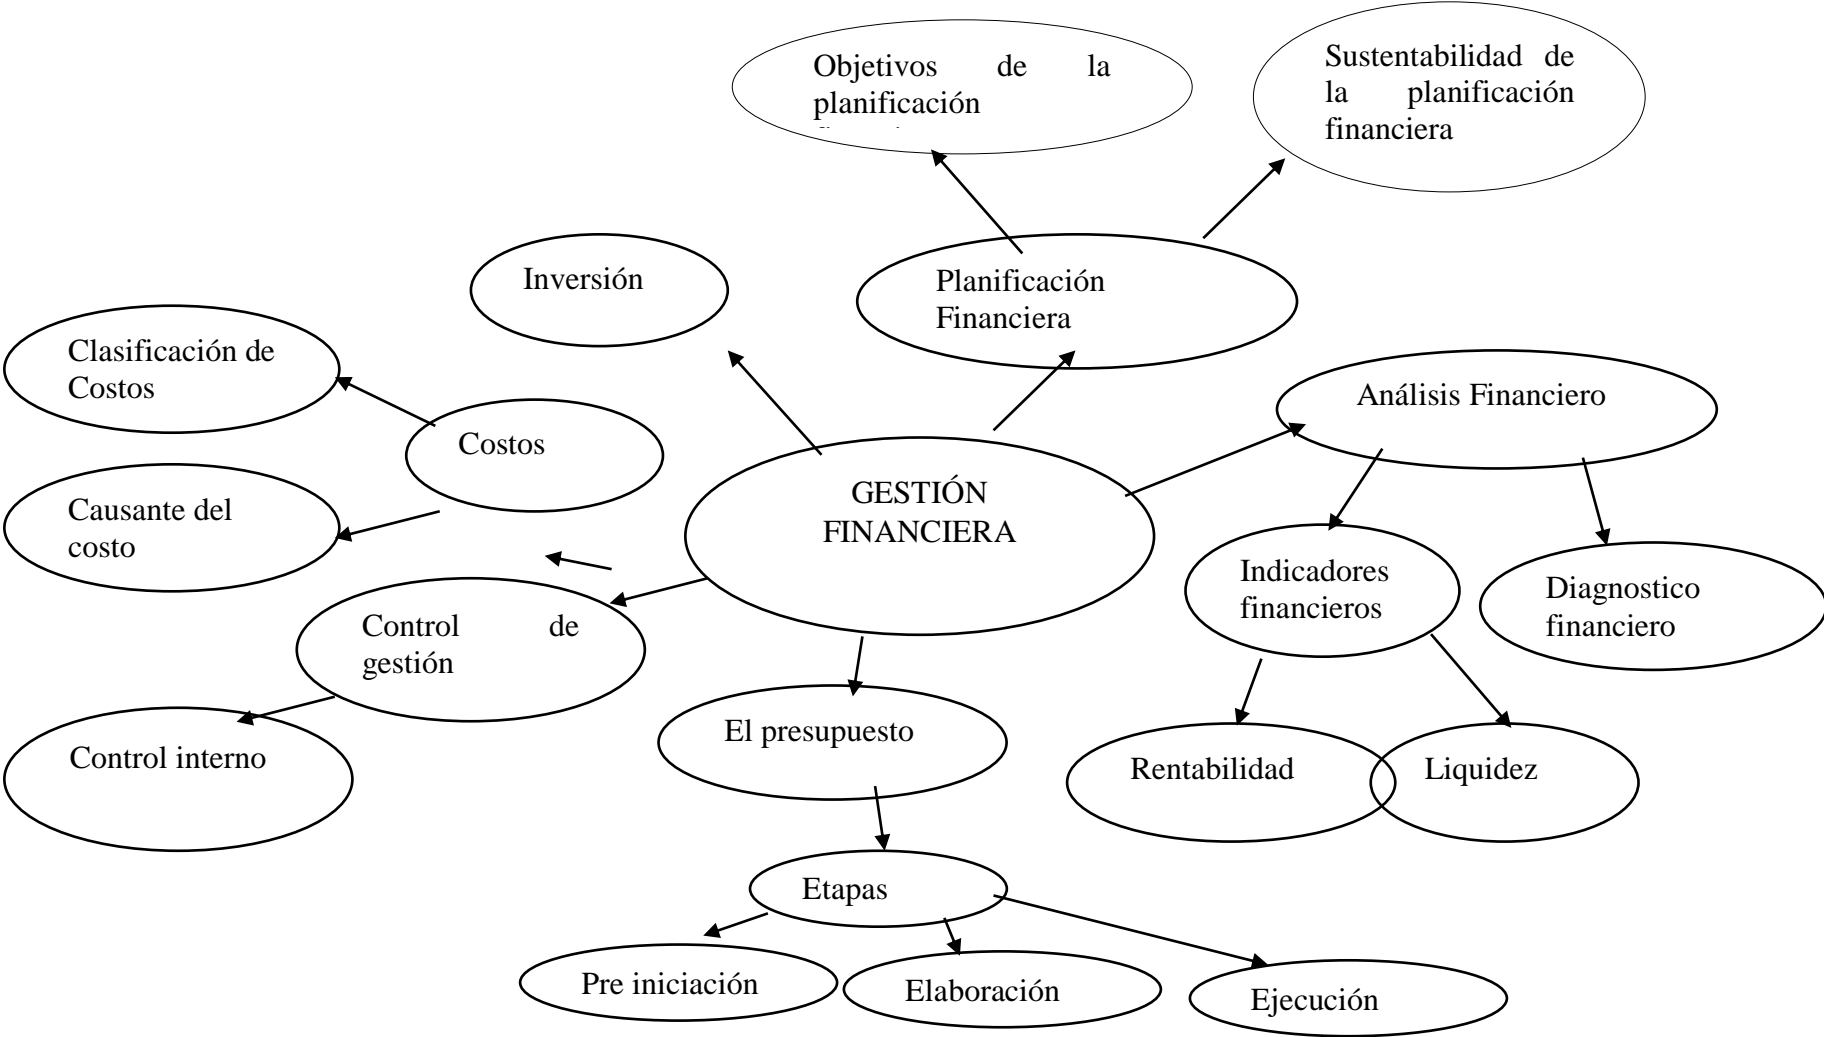 Objetivos de la
planificación
Sustentabilidad de
la planificación
financiera
Inversión
Planificación
Financiera
Clasificación de
Costos
Costos
Análisis Financiero
GESTIÓN
FINANCIERA
Causante del
costo
Indicadores
financieros
Diagnostico
financiero
Control de
gestión
Control interno
El presupuesto
Rentabilidad
Liquidez
Etapas
Pre iniciación
Elaboración
Ejecución